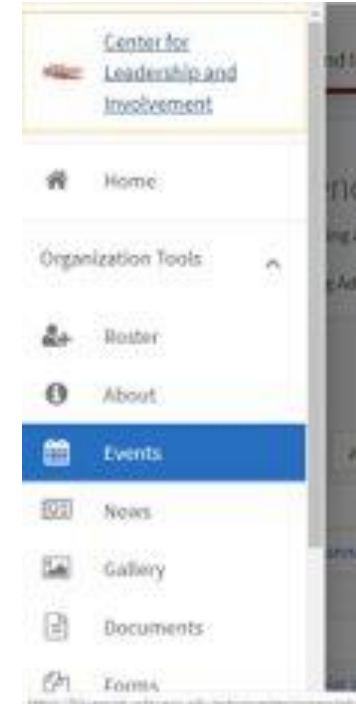 Center for
Leadership and
Involvement
Home
Organization Tools
Roster
About
Events
News
Gallery
Documents
Forms